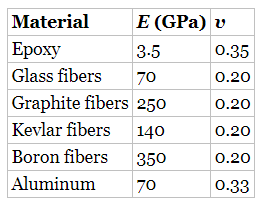 Material E (GPa) υ
Epoxy 3.5 0.35
Glass fibers 70 0.20
Graphite fibers 250 0.20
Kevlar fibers 140 0.20
Boron fibers 350 0.20
Aluminum 70 0.33